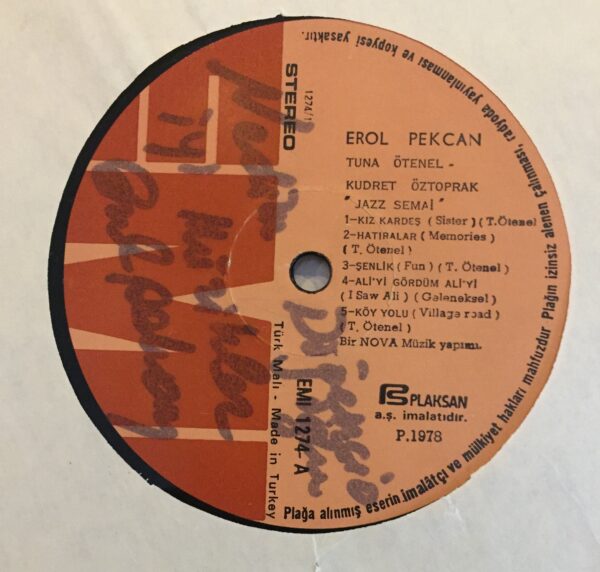 EMI
STEREO
1274/1
EROL PEKCAN
TUNA ÖTENEL -
KUDRET ÖZTOPRAK
"JAZZ SEMAİ"
1-KIZ KARDEŞ ( Sister ) ( T.Ötenel )
2-HATIRALAR ( Memories )
( T. Ötenel )
3-ŞENLİK ( Fun ) ( T. Ötenel )
4-ALİ'Yİ GÖRDÜM ALİ'Yİ
( I Saw Ali ) ( Geleneksel )
5-KÖY YOLU ( Village road )
( T. Ötenel )
Bir NOVA Müzik yapımı.
PLAKSAN
a.ş. imalatıdır.
P.1978
EMI 1274-A
Türk Malı - Made in Turkey
Plağa alınmış eserin.imalâtçı ve mülkiyet hakları mahfuzdur Plağın izinsiz alenen çalınması, radyoda yayınlanması ve kopyesi yasaktır.